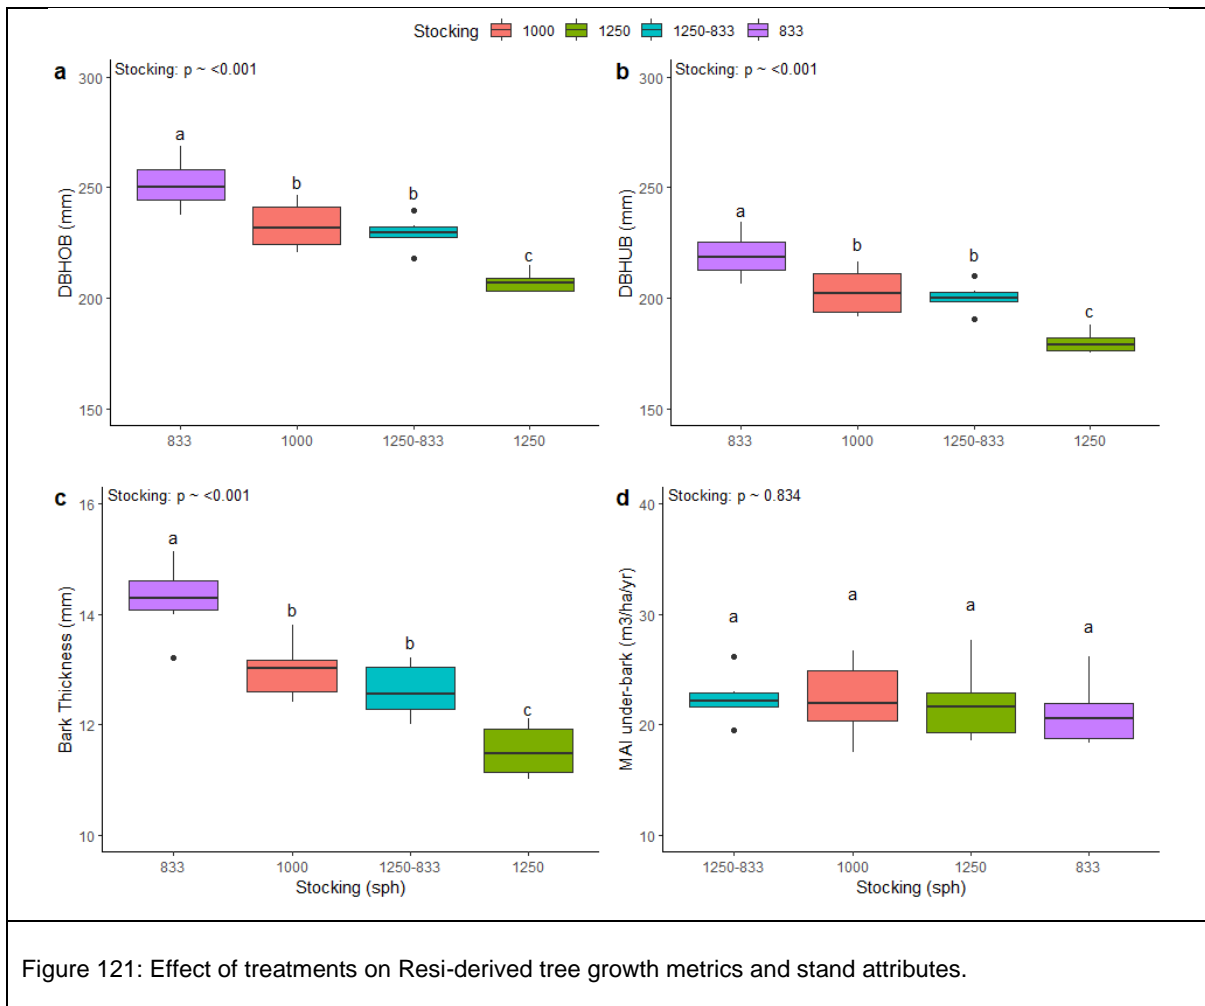 Stocking 1000 1250 1250-833 833
a
Stocking: p ~ <0.001
300
250
200
150
DBHOB (mm)
a
b
b
c
833 1000 1250-833 1250
b
Stocking: p ~ <0.001
300
250
200
150
DBHUB (mm)
a
b
b
c
833 1000 1250-833 1250
c
Stocking: p ~ <0.001
16
14
12
10
Bark Thickness (mm)
a
b
b
c
833 1000 1250-833 1250
Stocking (sph)
d
Stocking: p ~ 0.834
40
30
20
10
MAI under-bark (m3/ha/yr)
a
a
a
a
1250-833 1000 1250 833
Stocking (sph)
Figure 121: Effect of treatments on Resi-derived tree growth metrics and stand attributes.